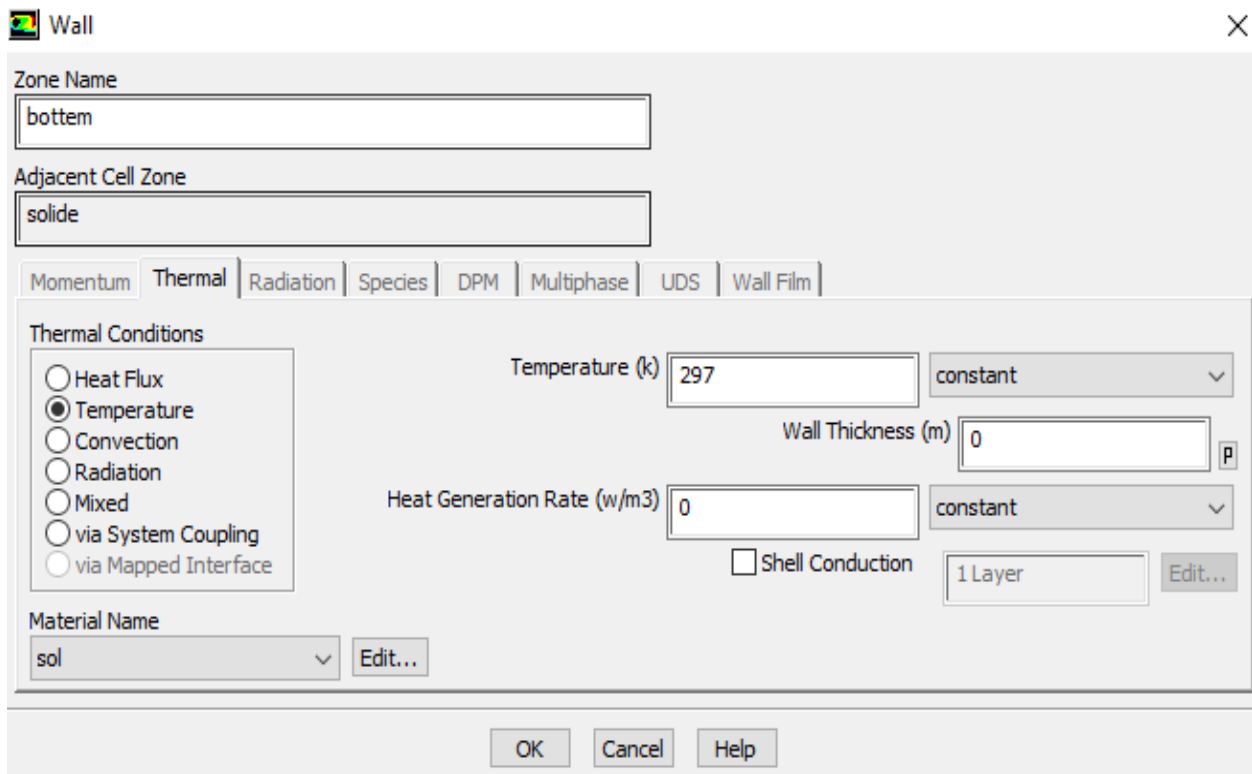 Wall
Zone Name
bottem
Adjacent Cell Zone
solide
Momentum Thermal Radiation Species DPM Multiphase UDS Wall Film
Thermal Conditions
Heat Flux
Temperature
Convection
Radiation
Mixed
via System Coupling
via Mapped Interface
Temperature (k) 297 constant
Wall Thickness (m) 0 P
Heat Generation Rate (w/m3) 0 constant
Shell Conduction 1 Layer Edit...
Material Name
sol Edit...
OK Cancel Help